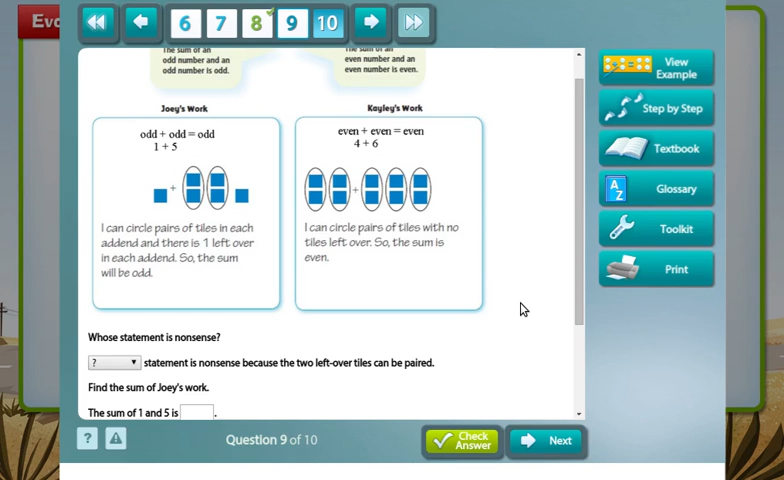 Evo
6 7 8 9 10
The sum of an
odd number and an
odd number is odd.
The sum of an
even number and an
even number is even.
Joey's Work
odd + odd = odd
1 + 5
+
I can circle pairs of tiles in each
addend and there is 1 left over
in each addend. So, the sum
will be odd.
Kayley's Work
even + even = even
4 + 6
+
I can circle pairs of tiles with no
tiles left over. So, the sum is
even.
Whose statement is nonsense?
? statement is nonsense because the two left-over tiles can be paired.
Find the sum of Joey's work.
The sum of 1 and 5 is .
View
Example
Step by Step
Textbook
A
Z
Glossary
Toolkit
Print
?
Question 9 of 10
Check
Answer
Next